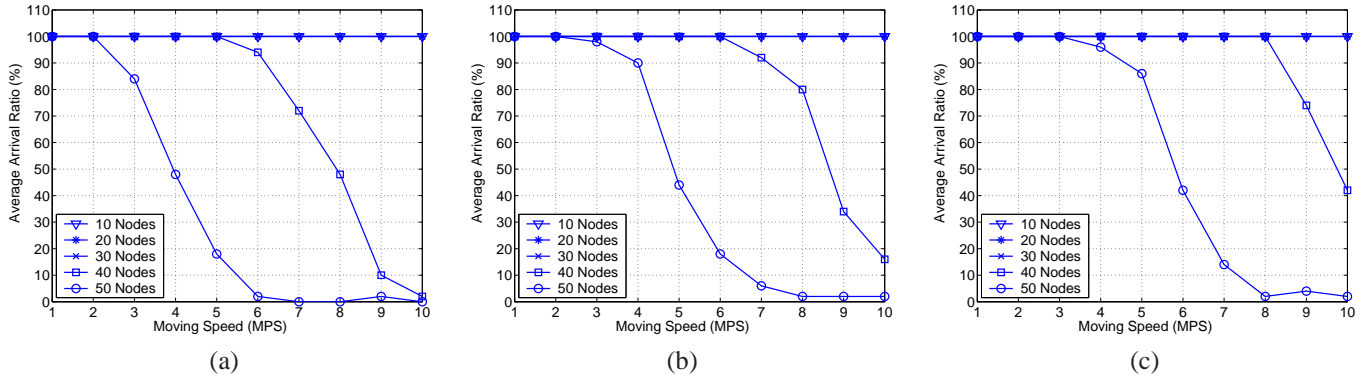 110
100
90
80
70
60
50
40
30
20
10
0
Average Arrival Ratio (%)
10 Nodes
20 Nodes
30 Nodes
40 Nodes
50 Nodes
1 2 3 4 5 6 7 8 9 10
Moving Speed (MPS)
(a)
110
100
90
80
70
60
50
40
30
20
10
0
Average Arrival Ratio (%)
10 Nodes
20 Nodes
30 Nodes
40 Nodes
50 Nodes
1 2 3 4 5 6 7 8 9 10
Moving Speed (MPS)
(b)
110
100
90
80
70
60
50
40
30
20
10
0
Average Arrival Ratio (%)
10 Nodes
20 Nodes
30 Nodes
40 Nodes
50 Nodes
1 2 3 4 5 6 7 8 9 10
Moving Speed (MPS)
(c)